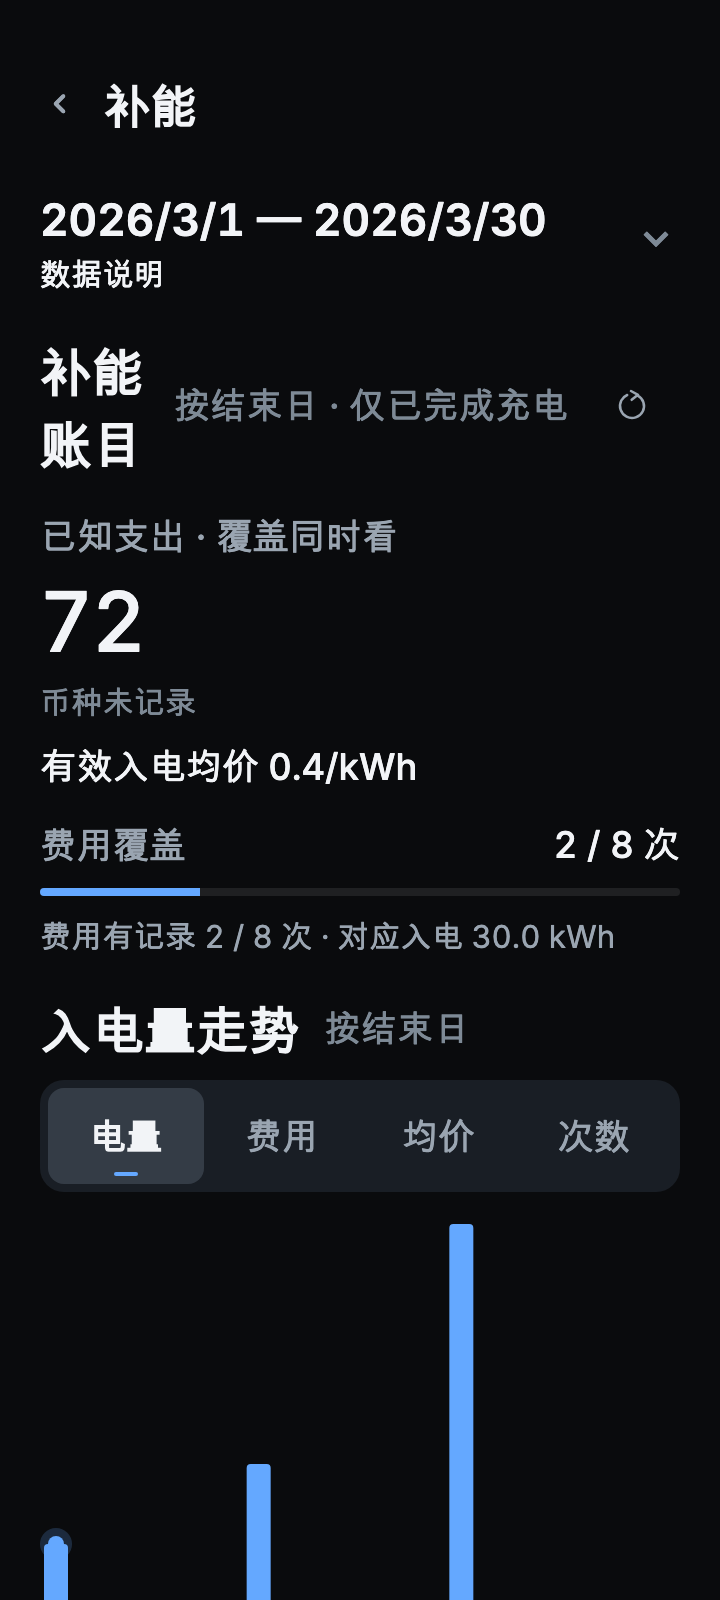 补能
2026/3/1 — 2026/3/30
数据说明
补能
账目
按结束日 · 仅已完成充电
已知支出 · 覆盖同时看
72
币种未记录
有效入电均价 0.4/kWh
费用覆盖 2 / 8 次
费用有记录 2 / 8 次 · 对应入电 30.0 kWh
入电量走势 按结束日
电量 费用 均价 次数